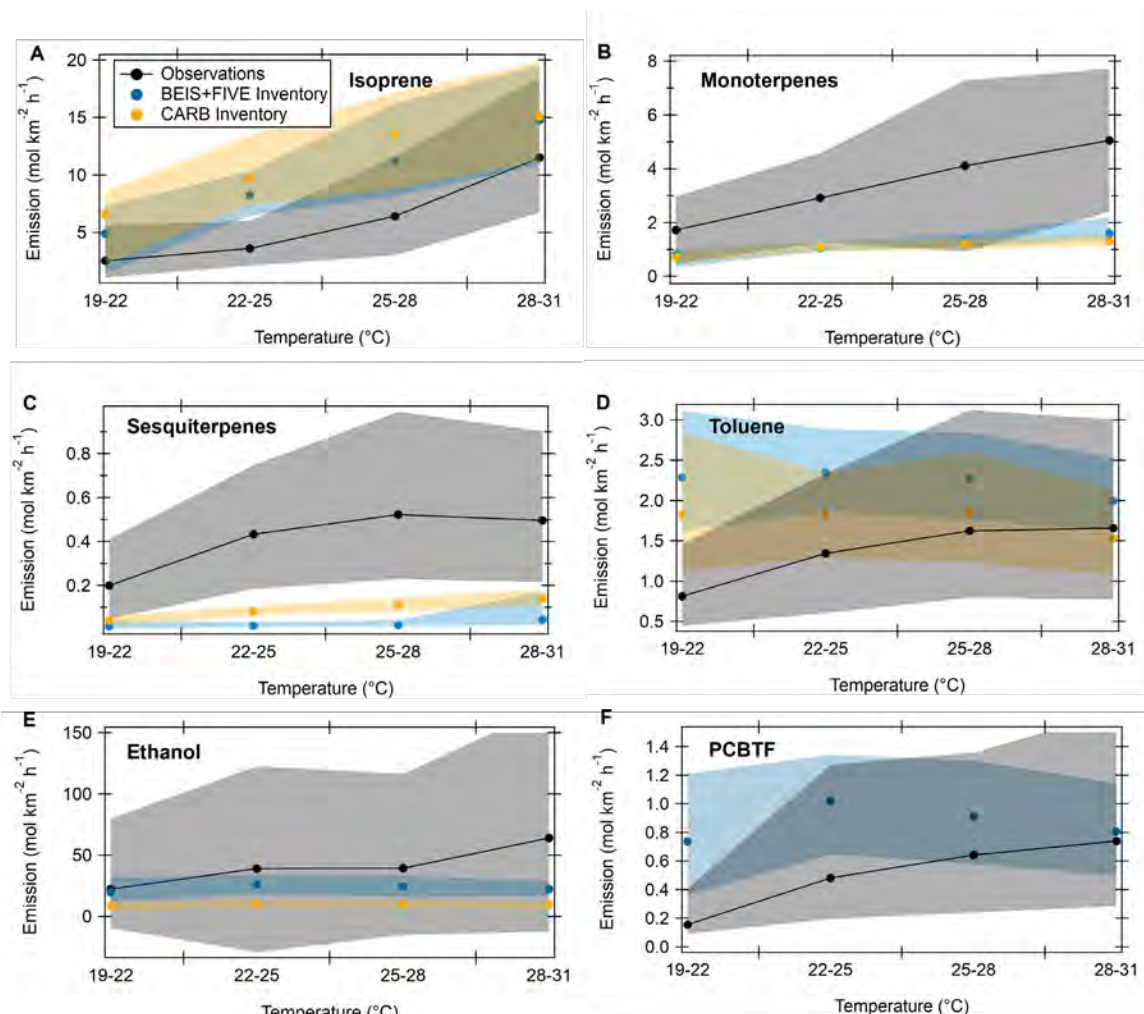 A
Isoprene
Observations
BEIS+FIVE Inventory
CARB Inventory
Emission (mol km⁻² h⁻¹)
20
15
10
5
19-22 22-25 25-28 28-31
Temperature (°C)
B
Monoterpenes
Emission (mol km⁻² h⁻¹)
8
6
4
2
0
19-22 22-25 25-28 28-31
Temperature (°C)
C
Sesquiterpenes
Emission (mol km⁻² h⁻¹)
0.8
0.6
0.4
0.2
19-22 22-25 25-28 28-31
Temperature (°C)
D
Toluene
Emission (mol km⁻² h⁻¹)
3.0
2.5
2.0
1.5
1.0
0.5
19-22 22-25 25-28 28-31
Temperature (°C)
E
Ethanol
Emission (mol km⁻² h⁻¹)
150
100
50
0
19-22 22-25 25-28 28-31
Temperature (°C)
F
PCBTF
Emission (mol km⁻² h⁻¹)
1.4
1.2
1.0
0.8
0.6
0.4
0.2
0.0
19-22 22-25 25-28 28-31
Temperature (°C)